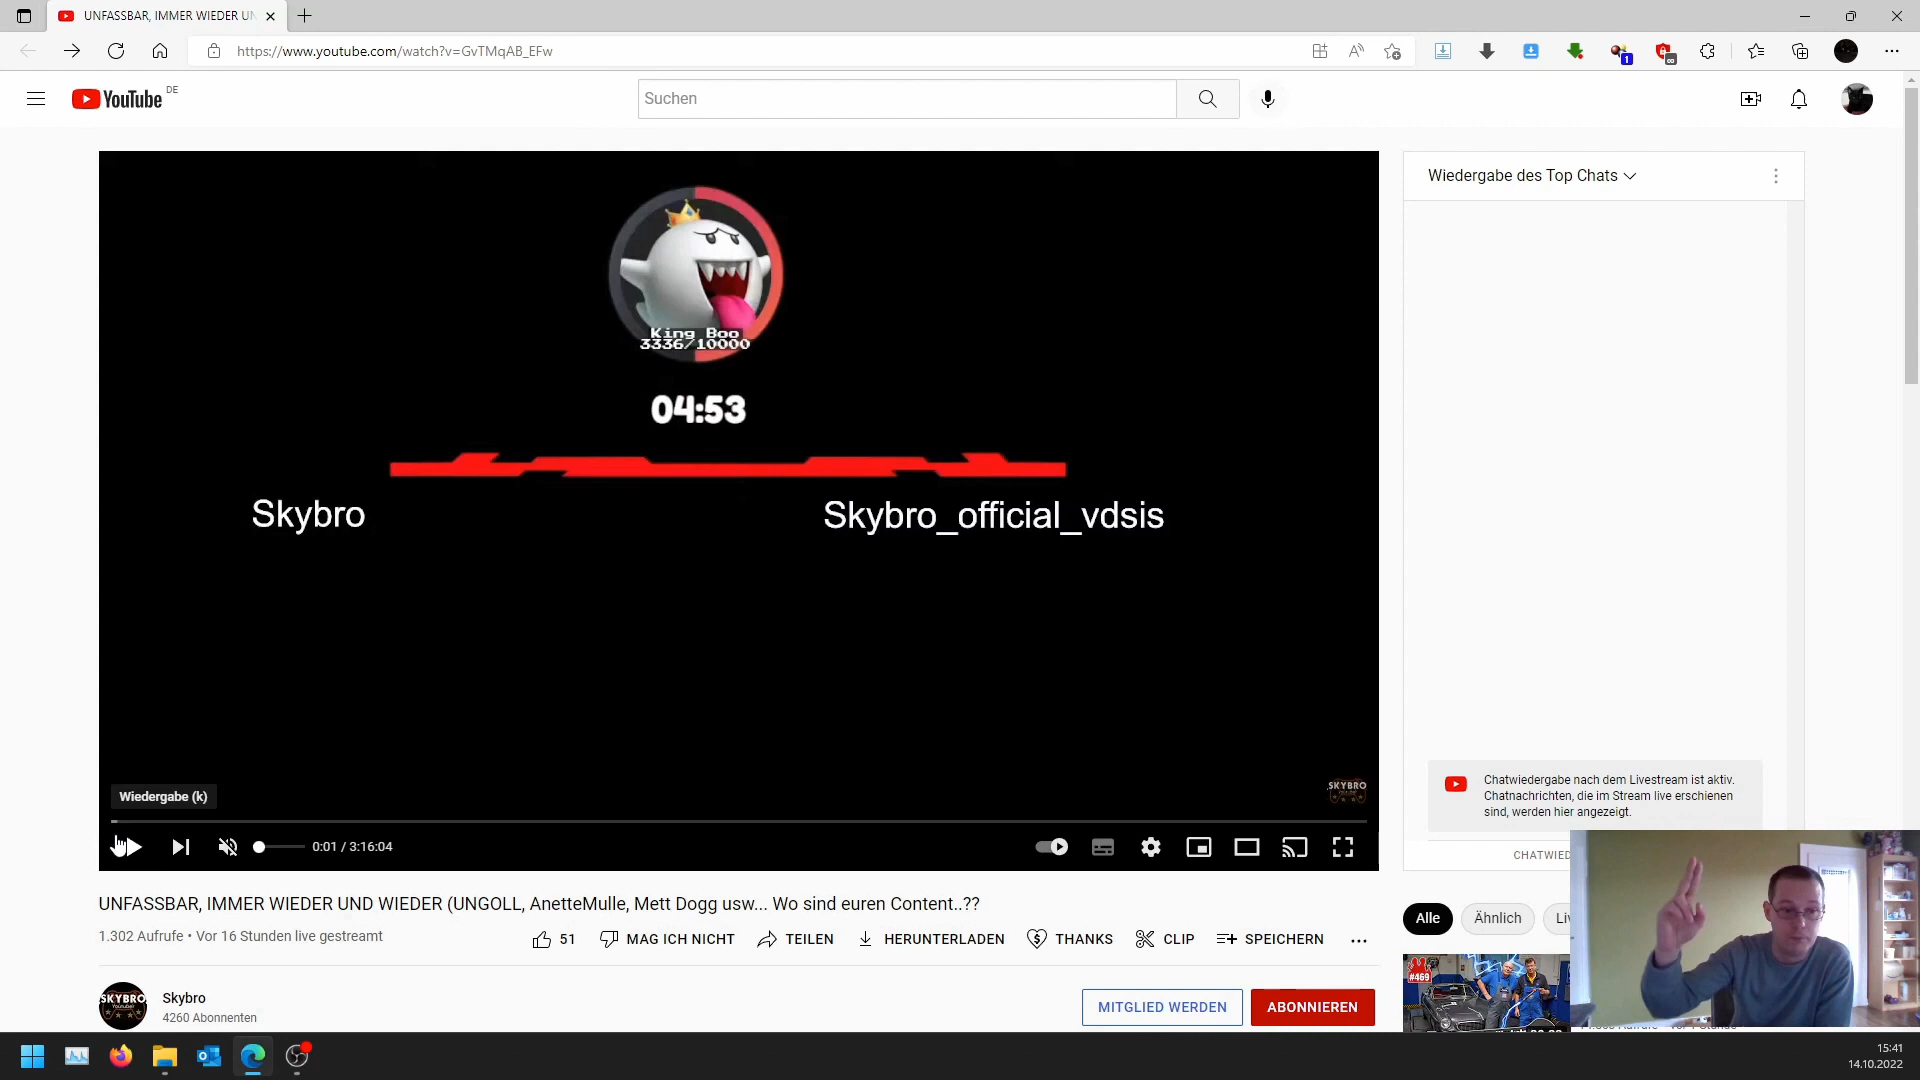 UNFASSBAR, IMMER WIEDER UN
https://www.youtube.com/watch?v=GvTMqAB_EFw
1
YouTube DE
Suchen
Wiedergabe des Top Chats
King Boo
3336/10000
04:53
Skybro
Skybro_official_vdsis
Chatwiedergabe nach dem Livestream ist aktiv.
Chatnachrichten, die im Stream live erschienen
sind, werden hier angezeigt.
Wiedergabe (k)
SKYBRO
0:01 / 3:16:04
CHATWIED
UNFASSBAR, IMMER WIEDER UND WIEDER (UNGOLL, AnetteMulle, Mett Dogg usw... Wo sind euren Content..??
1.302 Aufrufe • Vor 16 Stunden live gestreamt
51
MAG ICH NICHT
TEILEN
HERUNTERLADEN
THANKS
CLIP
SPEICHERN
Alle
Ähnlich
Li
#469
SKYBRO
Skybro
4260 Abonnenten
MITGLIED WERDEN
ABONNIEREN
15:41
14.10.2022